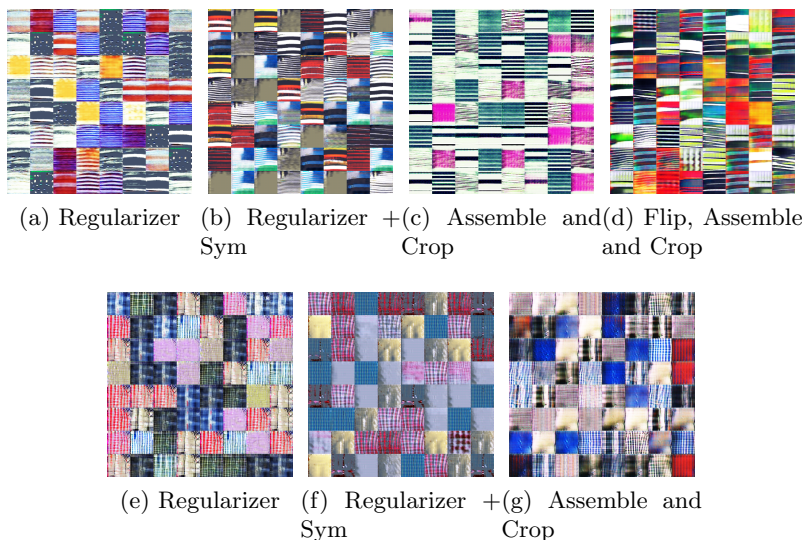 (a) Regularizer
(b) Regularizer + Sym
(c) Assemble and Crop
(d) Flip, Assemble and Crop
(e) Regularizer
(f) Regularizer + Sym
(g) Assemble and Crop